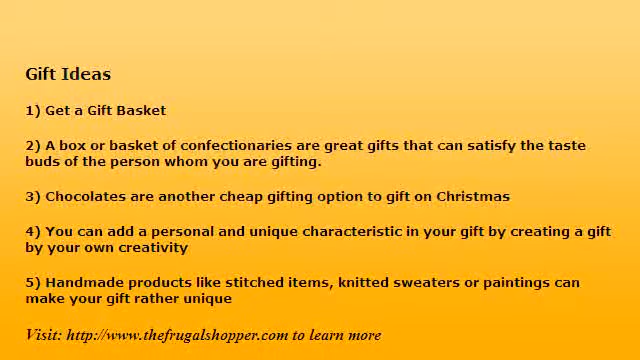 Gift Ideas
1) Get a Gift Basket
2) A box or basket of confectionaries are great gifts that can satisfy the taste
buds of the person whom you are gifting.
3) Chocolates are another cheap gifting option to gift on Christmas
4) You can add a personal and unique characteristic in your gift by creating a gift
by your own creativity
5) Handmade products like stitched items, knitted sweaters or paintings can
make your gift rather unique
Visit: http://www.thefrugalshopper.com to learn more